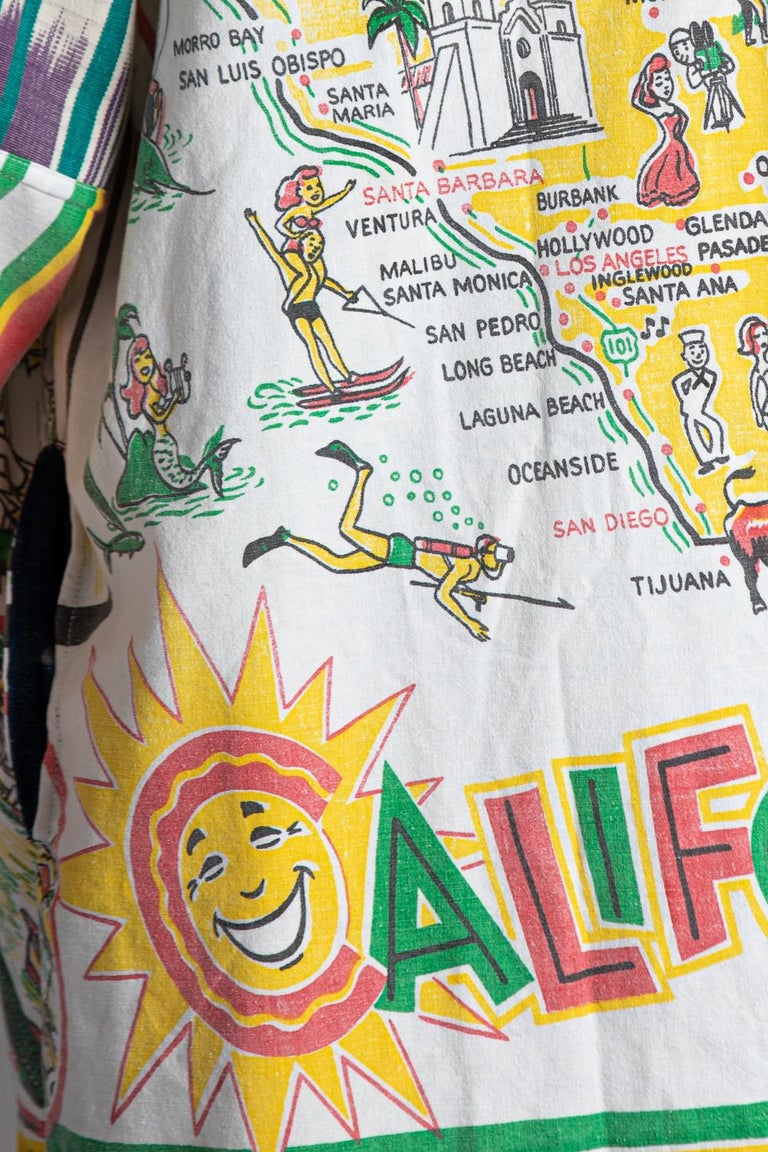 MORRO BAY
SAN LUIS OBISPO
SANTA
MARIA
SANTA BARBARA
VENTURA
BURBANK
HOLLYWOOD
GLENDA
LOS ANGELES
PASADE
MALIBU
INGLEWOOD
SANTA MONICA
SANTA ANA
SAN PEDRO
101
LONG BEACH
LAGUNA BEACH
OCEANSIDE
SAN DIEGO
TIJUANA
CALIF